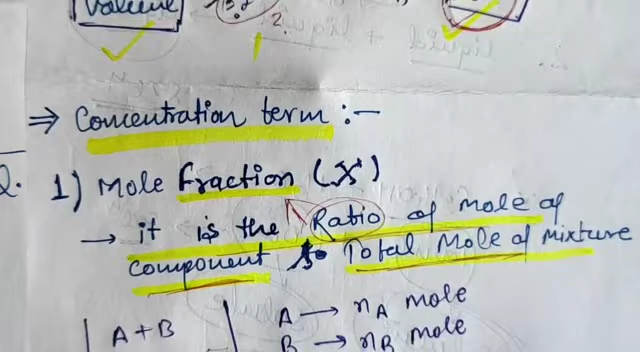 Volume
⇒ Concentration term :-
1) Mole fraction (X)
→ it is the Ratio of mole of
component to Total Mole of mixture
A + B
A → nA mole
B → nB mole